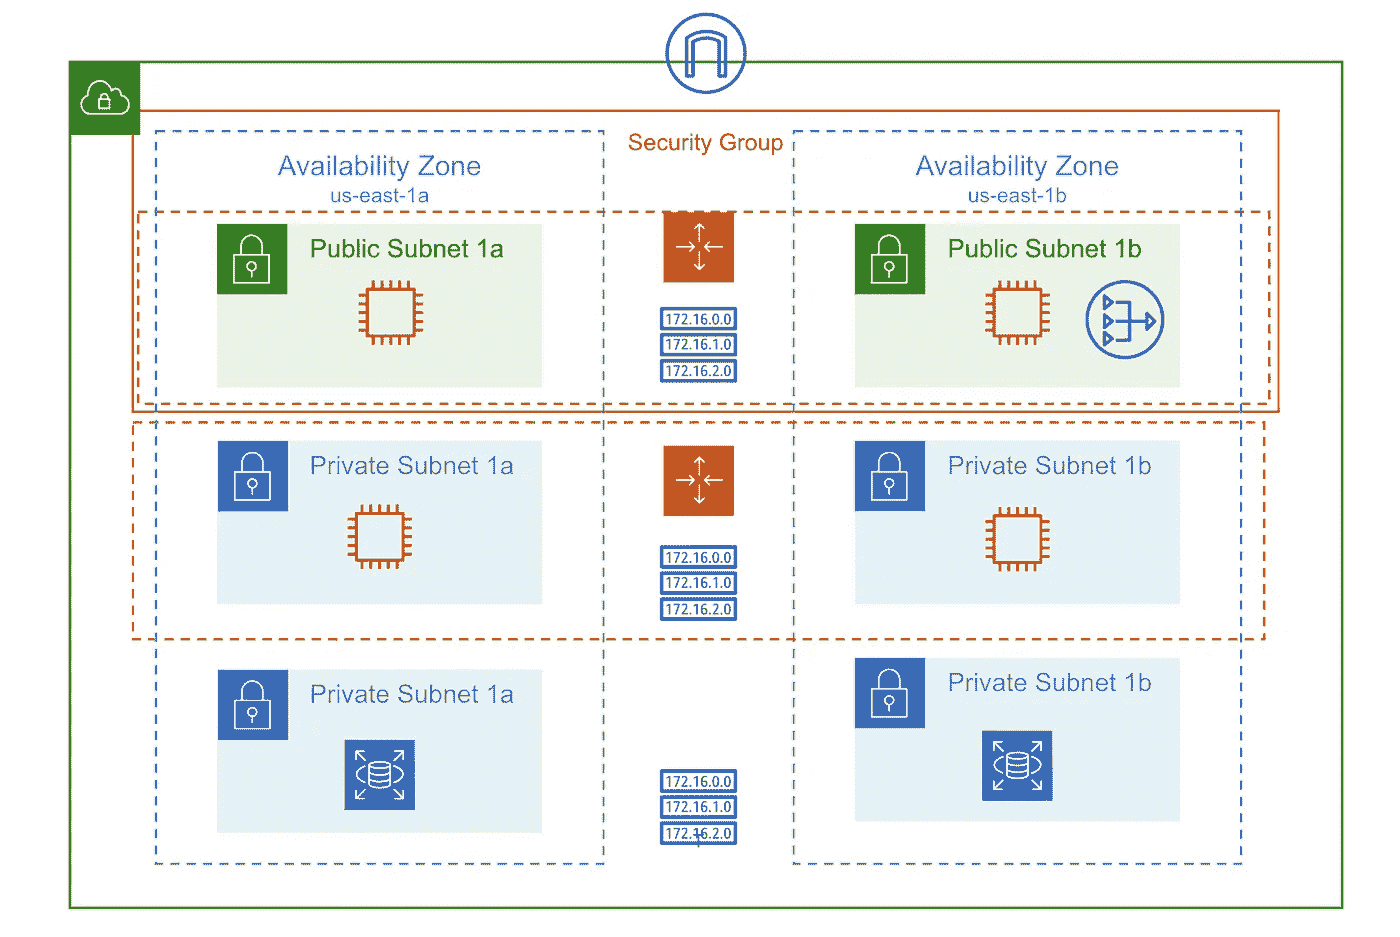 Security Group
Availability Zone
us-east-1a
Availability Zone
us-east-1b
Public Subnet 1a
Public Subnet 1b
172.16.0.0
172.16.1.0
172.16.2.0
Private Subnet 1a
Private Subnet 1b
172.16.0.0
172.16.1.0
172.16.2.0
Private Subnet 1a
Private Subnet 1b
172.16.0.0
172.16.1.0
172.16.2.0